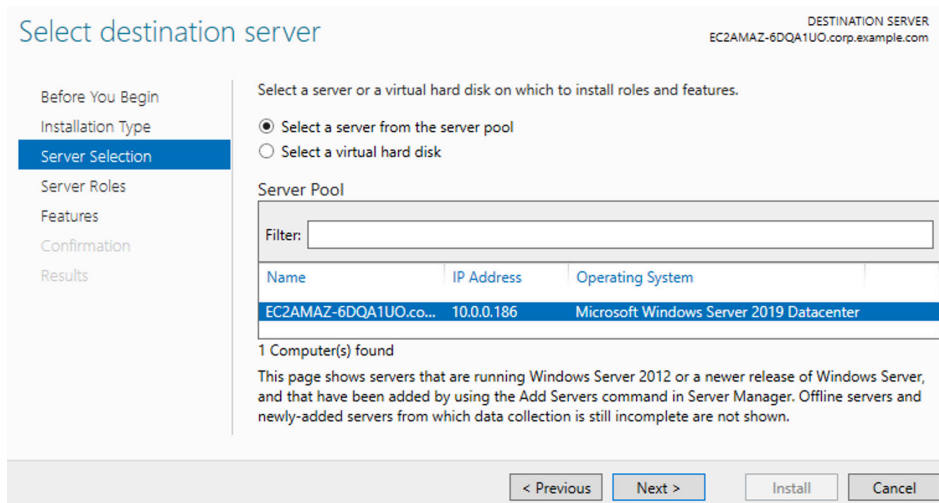 Select destination server
DESTINATION SERVER
EC2AMAZ-6DQA1UO.corp.example.com
Before You Begin
Installation Type
Server Selection
Server Roles
Features
Confirmation
Results
Select a server or a virtual hard disk on which to install roles and features.
Select a server from the server pool
Select a virtual hard disk
Server Pool
Filter:
Name IP Address Operating System
EC2AMAZ-6DQA1UO.co... 10.0.0.186 Microsoft Windows Server 2019 Datacenter
1 Computer(s) found
This page shows servers that are running Windows Server 2012 or a newer release of Windows Server,
and that have been added by using the Add Servers command in Server Manager. Offline servers and
newly-added servers from which data collection is still incomplete are not shown.
< Previous Next > Install Cancel